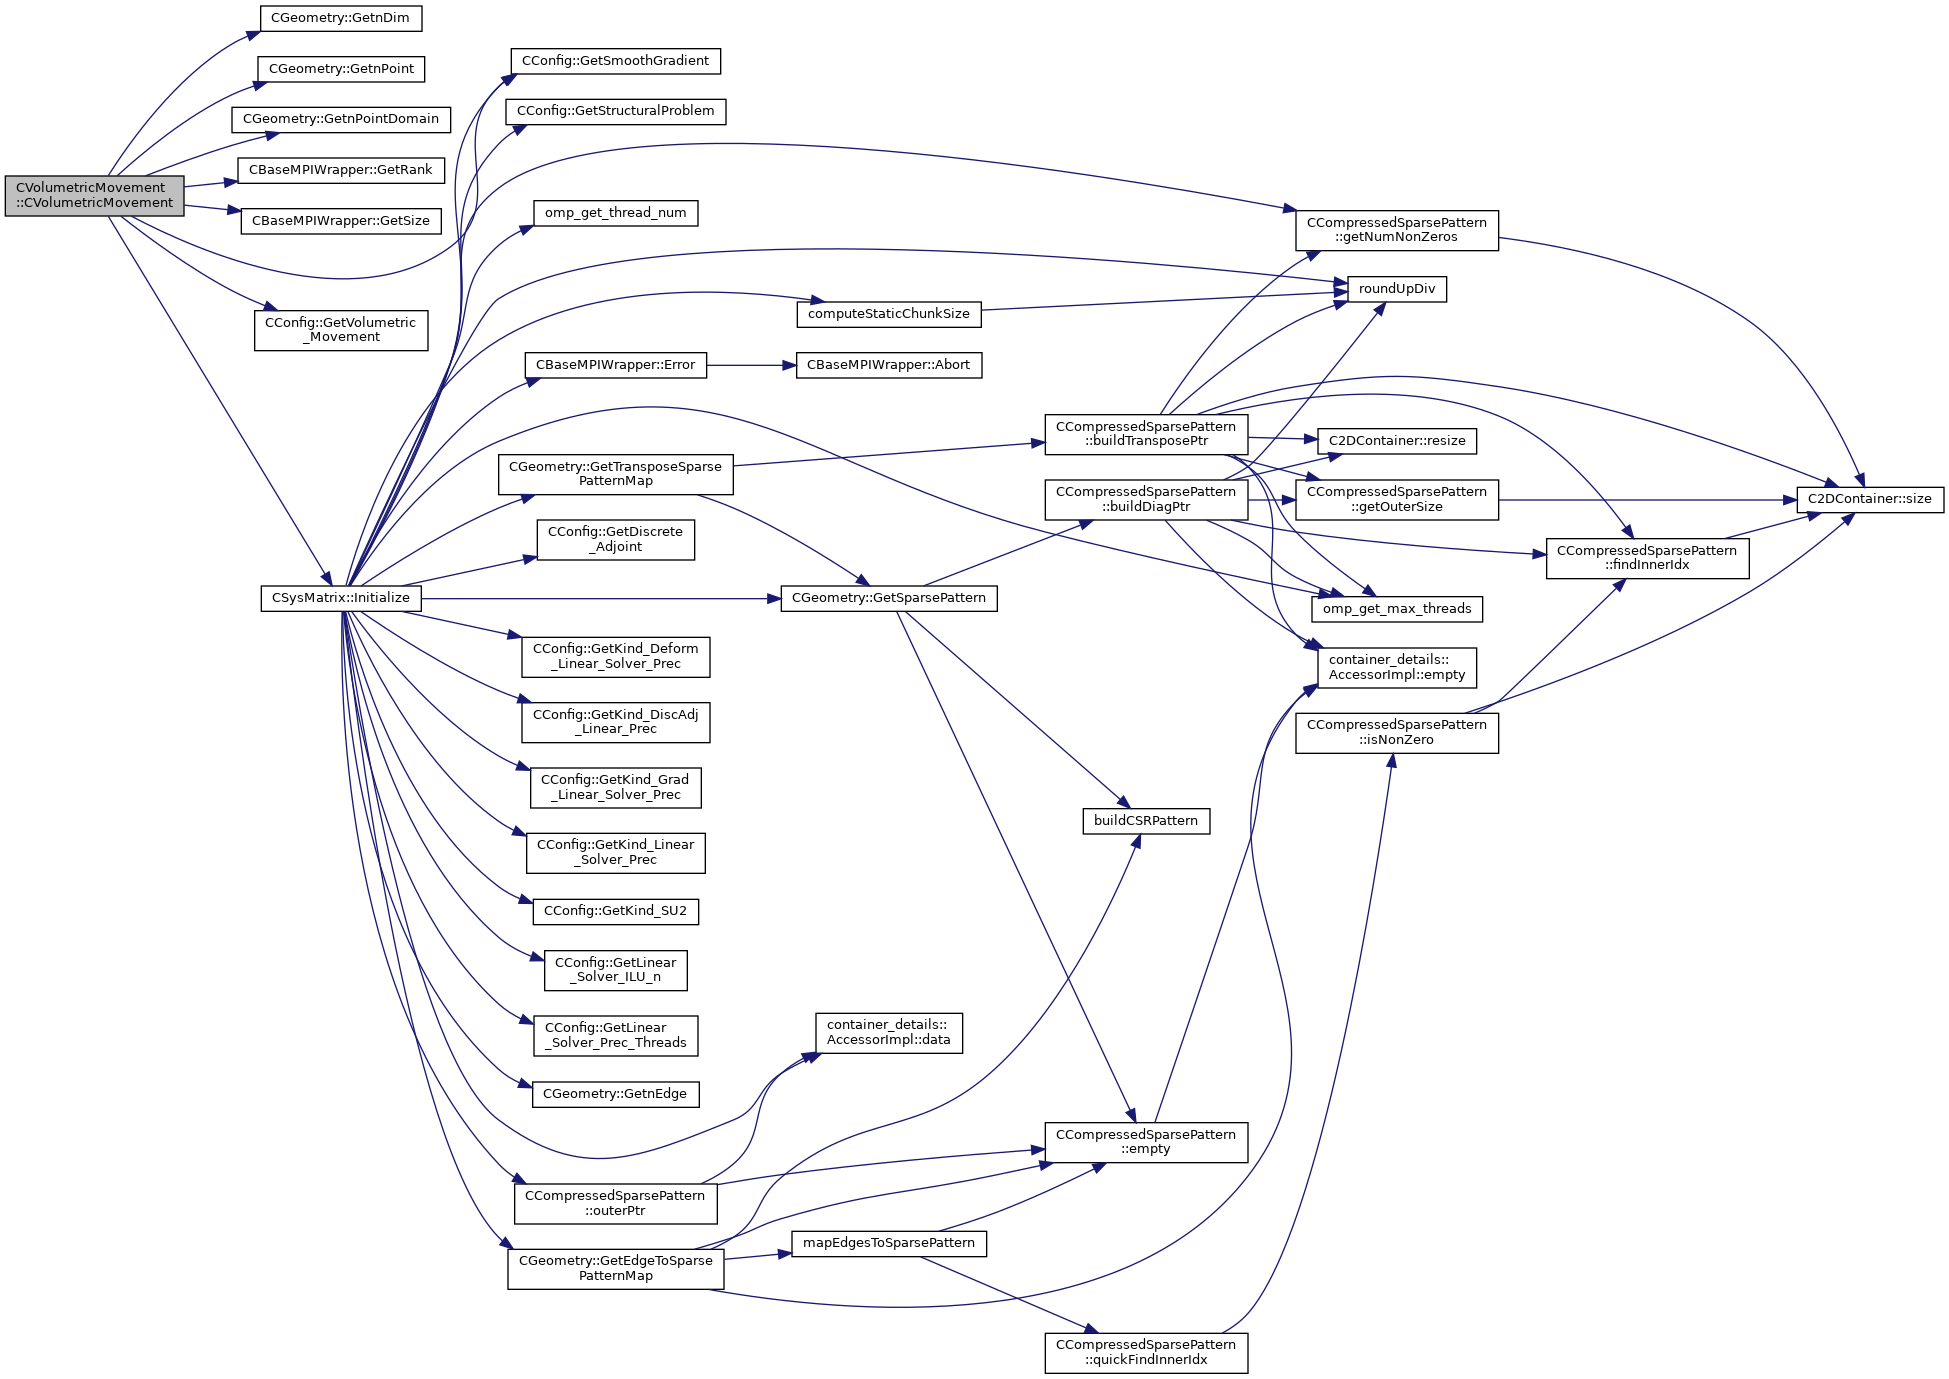 CVolumetricMovement
::CVolumetricMovement
CGeometry::GetnDim
CGeometry::GetnPoint
CGeometry::GetnPointDomain
CBaseMPIWrapper::GetRank
CBaseMPIWrapper::GetSize
CConfig::GetVolumetric
_Movement
CSysMatrix::Initialize
CConfig::GetSmoothGradient
CConfig::GetStructuralProblem
omp_get_thread_num
computeStaticChunkSize
CBaseMPIWrapper::Error
CBaseMPIWrapper::Abort
CGeometry::GetTransposeSparse
PatternMap
CConfig::GetDiscrete
_Adjoint
CGeometry::GetSparsePattern
CConfig::GetKind_Deform
_Linear_Solver_Prec
CConfig::GetKind_DiscAdj
_Linear_Prec
CConfig::GetKind_Grad
_Linear_Solver_Prec
CConfig::GetKind_Linear
_Solver_Prec
CConfig::GetKind_SU2
CConfig::GetLinear
_Solver_ILU_n
CConfig::GetLinear
_Solver_Prec_Threads
CGeometry::GetnEdge
CCompressedSparsePattern
::outerPtr
CGeometry::GetEdgeToSparse
PatternMap
container_details::
AccessorImpl::data
mapEdgesToSparsePattern
CCompressedSparsePattern
::buildTransposePtr
CCompressedSparsePattern
::buildDiagPtr
buildCSRPattern
CCompressedSparsePattern
::empty
CCompressedSparsePattern
::quickFindInnerIdx
CCompressedSparsePattern
::getNumNonZeros
roundUpDiv
C2DContainer::resize
CCompressedSparsePattern
::getOuterSize
CCompressedSparsePattern
::findInnerIdx
omp_get_max_threads
container_details::
AccessorImpl::empty
CCompressedSparsePattern
::isNonZero
C2DContainer::size